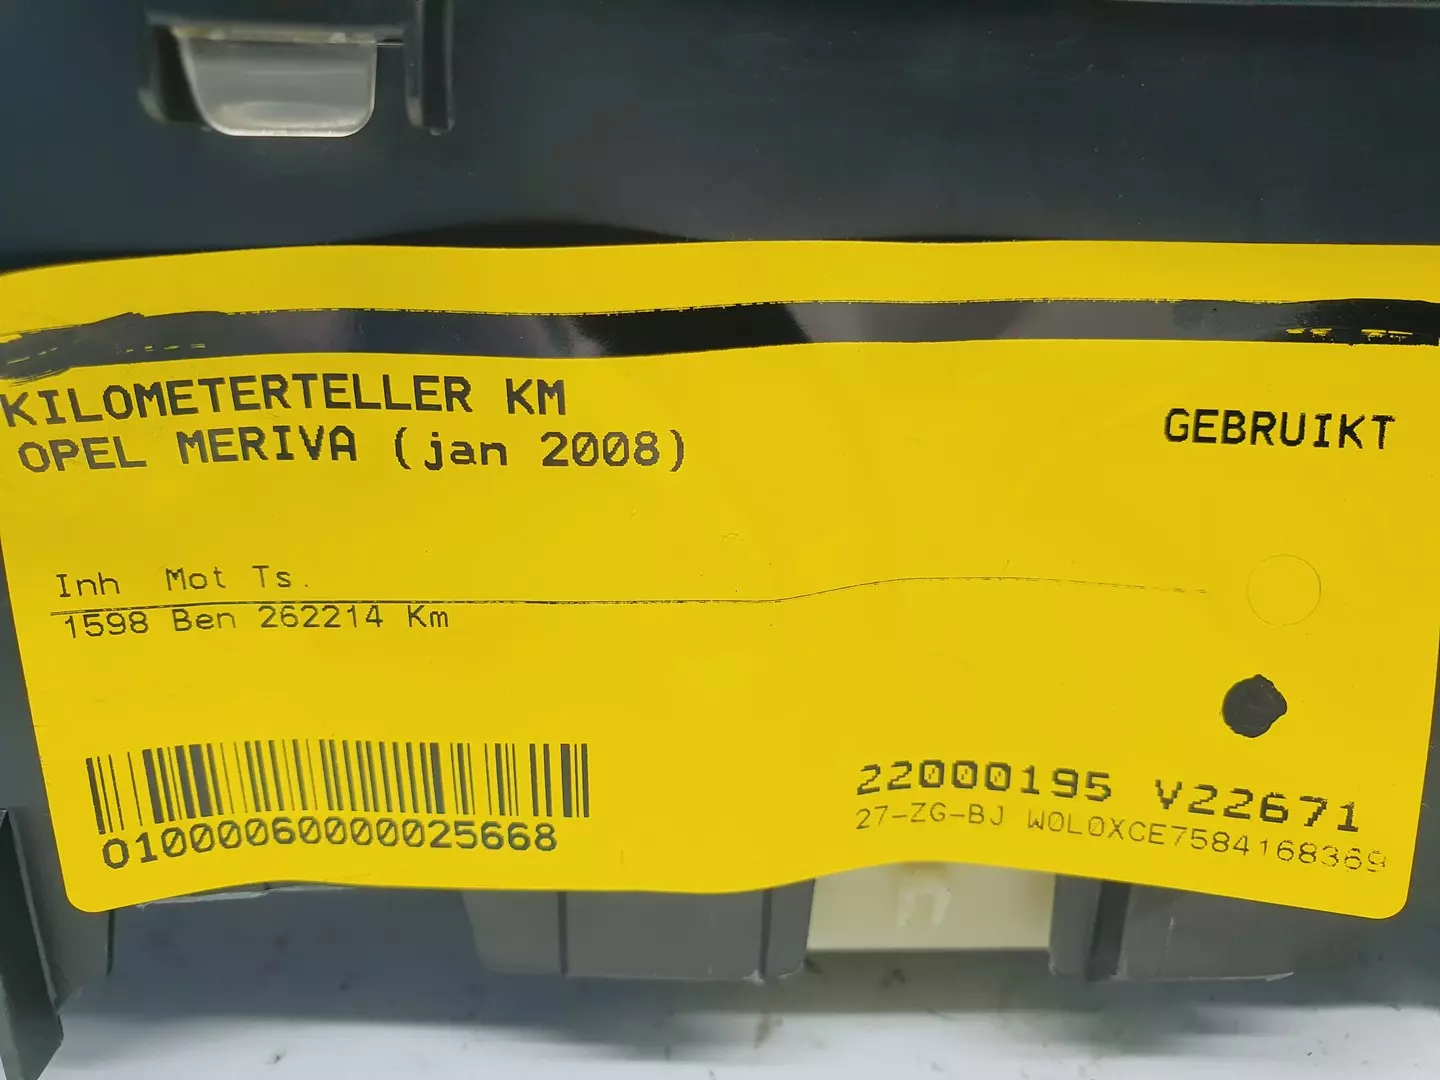 KILOMETERTELLER KM
OPEL MERIVA (jan 2008)
GEBRUIKT
Inh Mot Ts.
1598 Ben 262214 Km
0100006000025668
22000195 V22671
27-ZG-BJ W0L0XCE7584168369